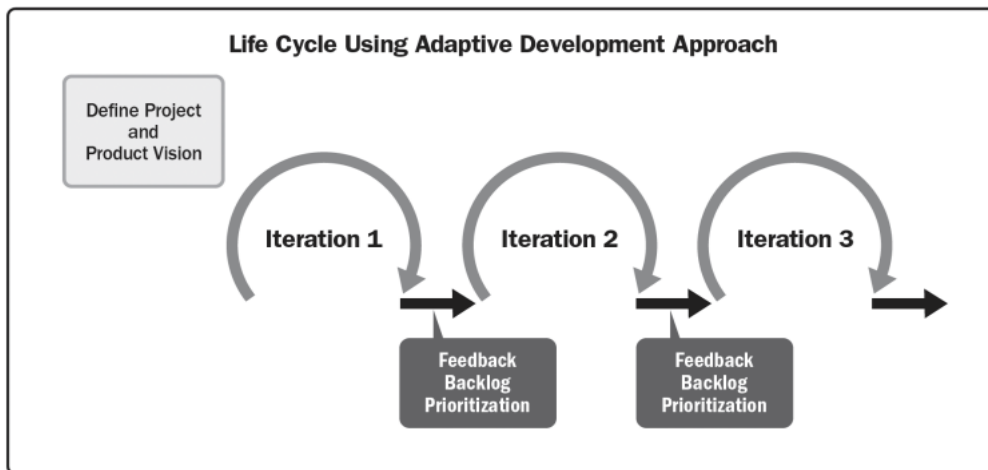 Life Cycle Using Adaptive Development Approach
Define Project
and
Product Vision
Iteration 1
Iteration 2
Iteration 3
Feedback
Backlog
Prioritization
Feedback
Backlog
Prioritization